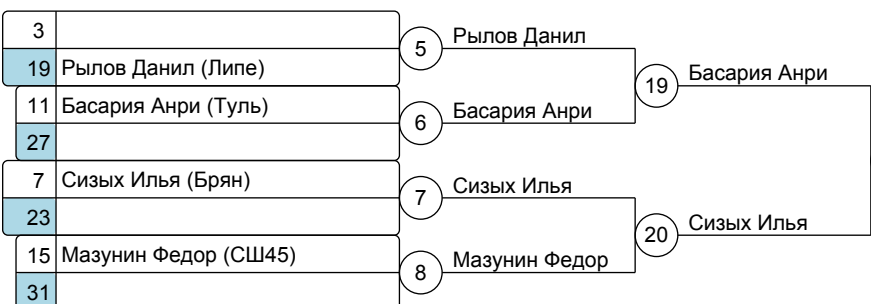 3
19 Рылов Данил (Липе)
11 Басария Анри (Туль)
27
7 Сизых Илья (Брян)
23
15 Мазунин Федор (СШ45)
31
5 Рылов Данил
6 Басария Анри
7 Сизых Илья
8 Мазунин Федор
19 Басария Анри
20 Сизых Илья